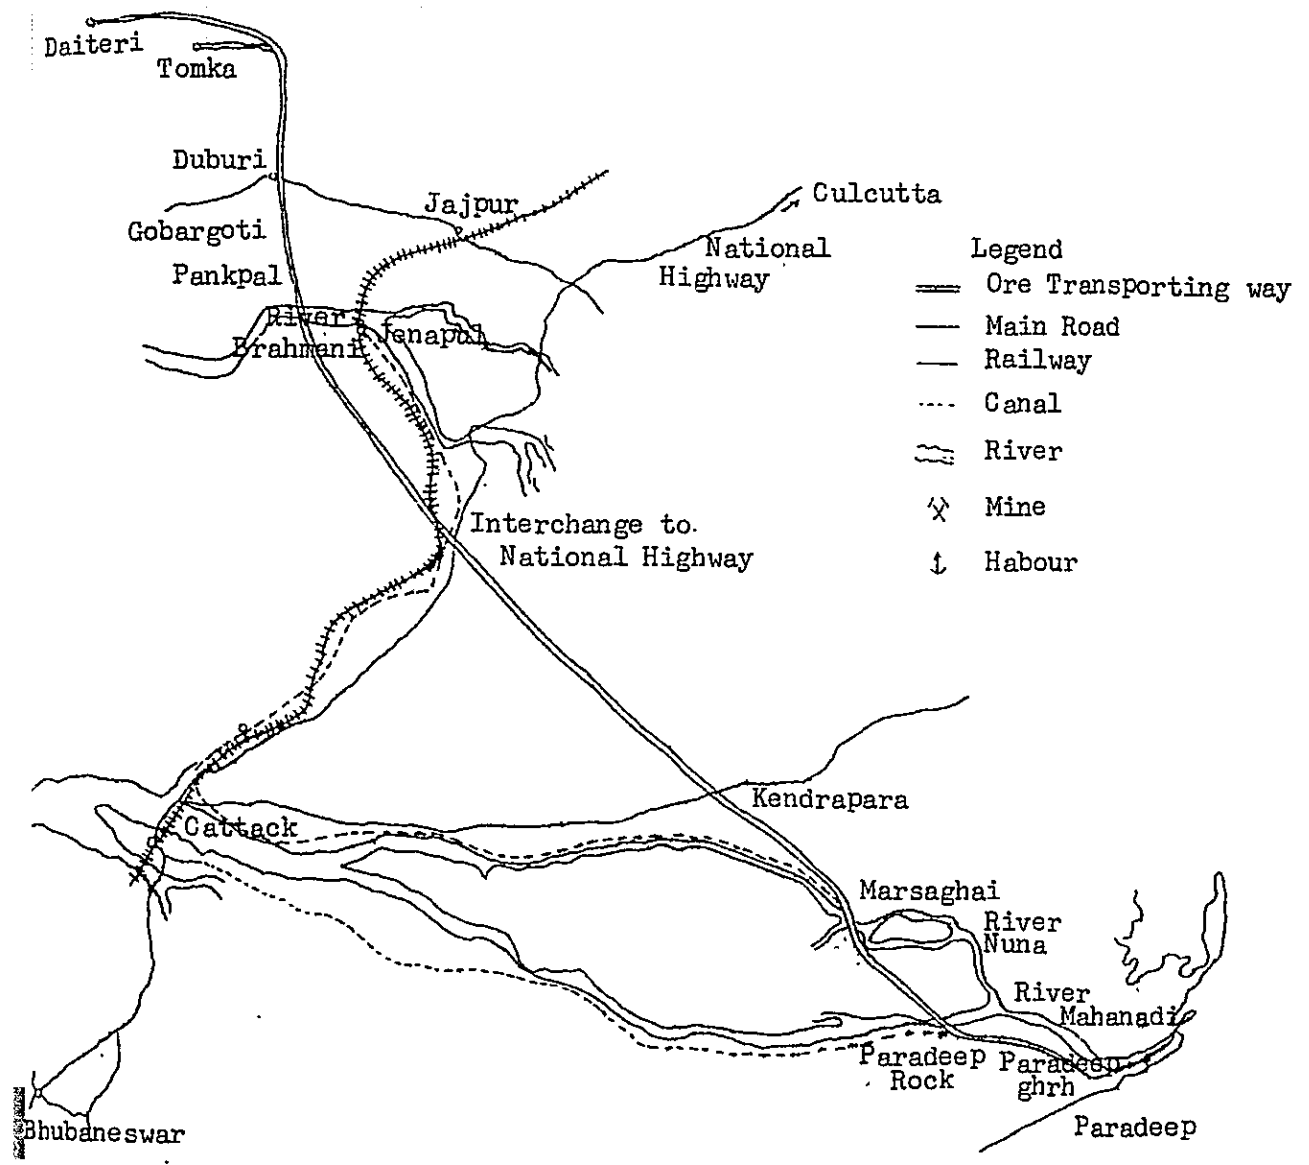 Daiteri
Tomka
Duburi
Jajpur
Culcutta
Gobargoti
National
Highway
Pankpal
River
Brahmani
Jenapul
Legend
Ore Transporting way
Main Road
Railway
Canal
River
Mine
Habour
Interchange to
National Highway
Kendrapara
Cattack
Marsaghai
River
Nuna
River
Mahanadi
Paradeep
Rock
Paradeep
ghrh
Paradeep
Bhubaneswar